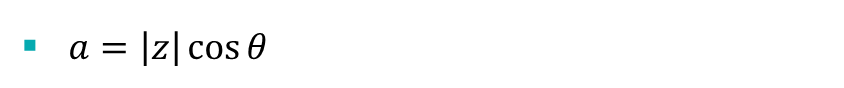 ▪ 𝑎 = |𝑧| cos 𝜃